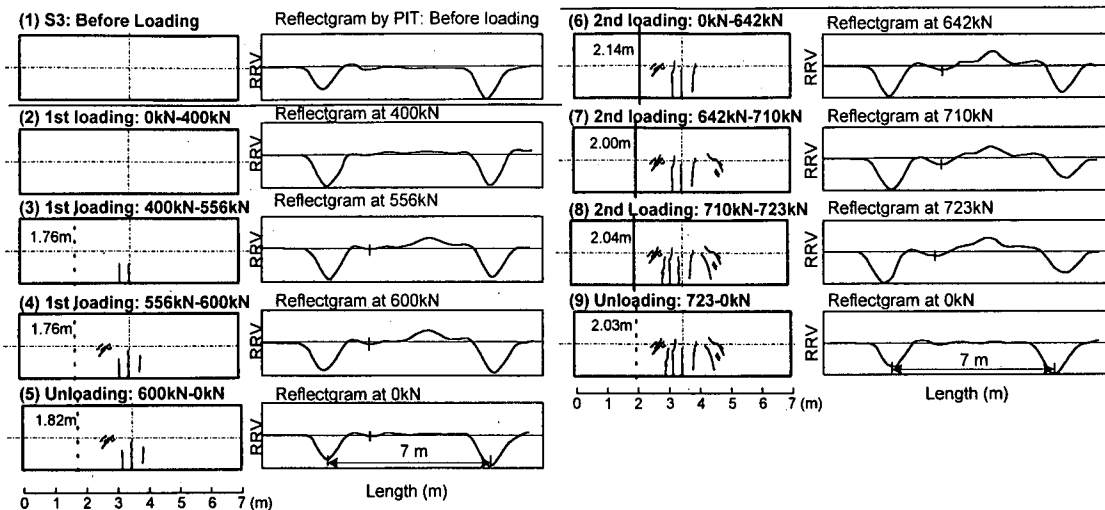 (1) S3: Before Loading
Reflectgram by PIT: Before loading
RRV
(2) 1st loading: 0kN-400kN
Reflectgram at 400kN
RRV
(3) 1st loading: 400kN-556kN
Reflectgram at 556kN
1.76m
RRV
(4) 1st loading: 556kN-600kN
Reflectgram at 600kN
1.76m
RRV
(5) Unloading: 600kN-0kN
Reflectgram at 0kN
1.82m
RRV
7 m
0 1 2 3 4 5 6 7 (m)
Length (m)
(6) 2nd loading: 0kN-642kN
Reflectgram at 642kN
2.14m
RRV
(7) 2nd loading: 642kN-710kN
Reflectgram at 710kN
2.00m
RRV
(8) 2nd Loading: 710kN-723kN
Reflectgram at 723kN
2.04m
RRV
(9) Unloading: 723-0kN
Reflectgram at 0kN
2.03m
RRV
7 m
0 1 2 3 4 5 6 7 (m)
Length (m)